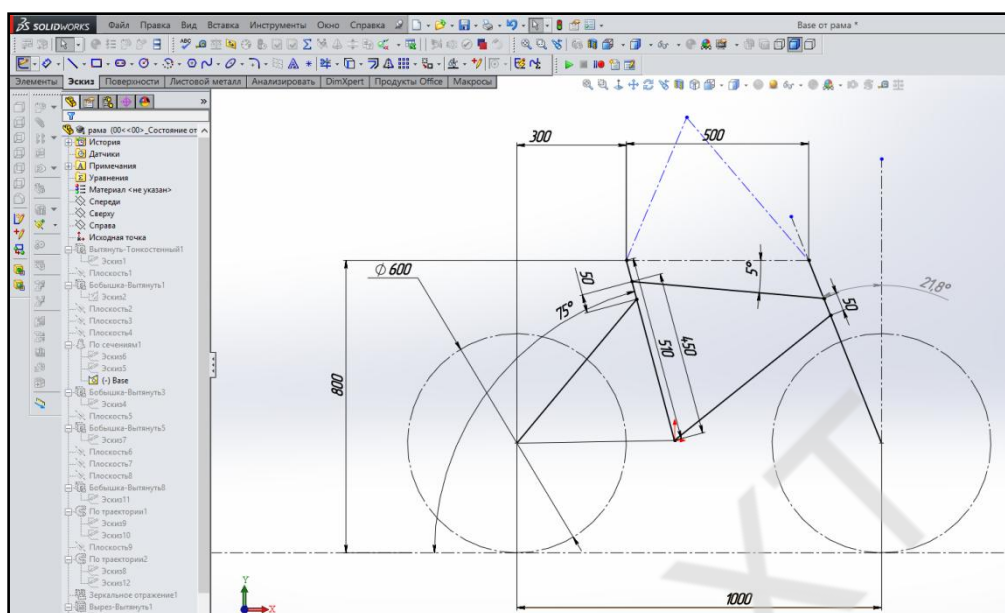 SOLIDWORKS Файл Правка Вид Вставка Инструменты Окно Справка
Base от рама *
Элементы Эскиз Поверхности Листовой металл Анализировать DimXpert Продукты Office Макросы
рама (00<<00>_Состояние от
История
Датчики
Примечания
Уравнения
Материал <не указан>
Спереди
Сверху
Справа
Исходная точка
Вытянуть-Тонкостенный1
Эскиз1
Плоскость1
Бобышка-Вытянуть1
Эскиз2
Плоскость2
Плоскость3
Плоскость4
По сечениям1
Эскиз6
Эскиз5
(-) Base
Бобышка-Вытянуть3
Эскиз4
Плоскость5
Бобышка-Вытянуть5
Эскиз7
Плоскость6
Плоскость7
Плоскость8
Бобышка-Вытянуть8
Эскиз11
По траектории1
Эскиз9
Эскиз10
Плоскость9
По траектории2
Эскиз8
Эскиз12
Зеркальное отражение1
Вырез-Вытянуть1
300
500
Ø 600
50
75°
5°
21,8°
50
510
450
800
1000
Y
X